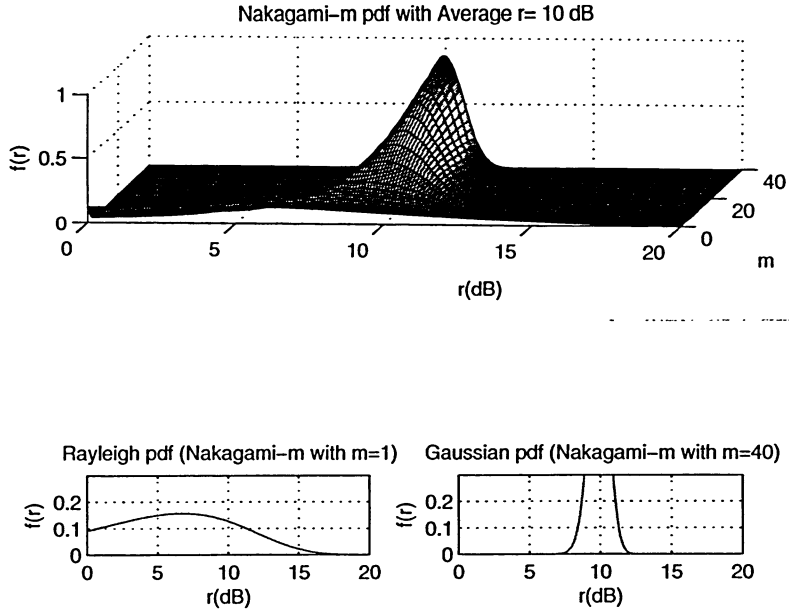 Nakagami-m pdf with Average r= 10 dB
1
0.5
0
f(r)
0 5 10 15 20
r(dB)
0 20 40
m
Rayleigh pdf (Nakagami-m with m=1)
0.2
0.1
0
f(r)
0 5 10 15 20
r(dB)
Gaussian pdf (Nakagami-m with m=40)
0.2
0.1
0
f(r)
0 5 10 15 20
r(dB)